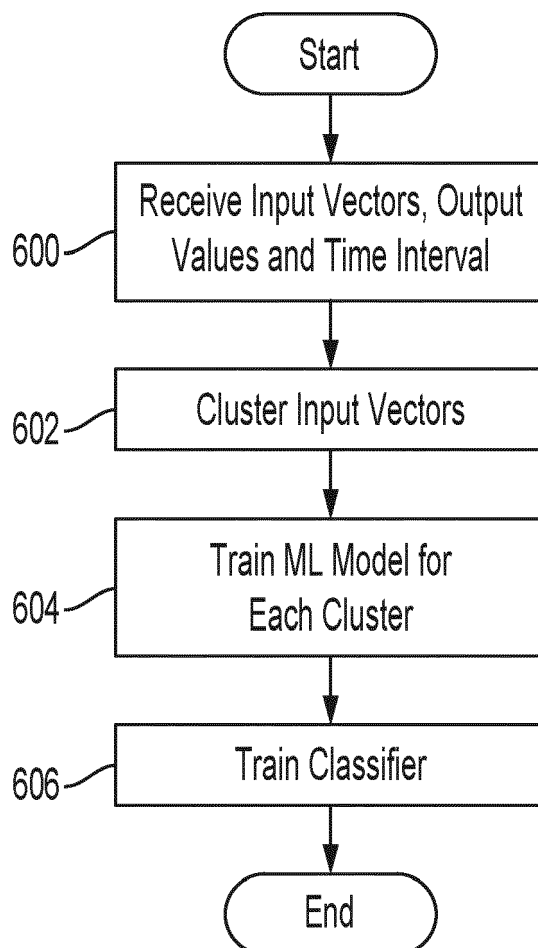 Start
600
Receive Input Vectors, Output
Values and Time Interval
602
Cluster Input Vectors
604
Train ML Model for
Each Cluster
606
Train Classifier
End